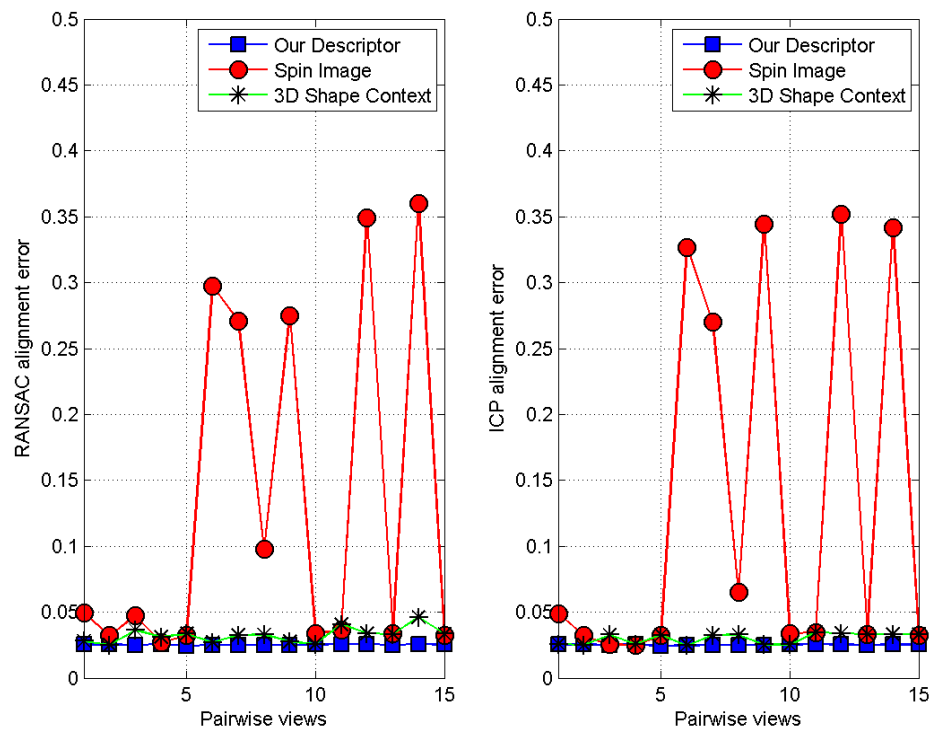 0.5
0.45
0.4
0.35
0.3
0.25
0.2
0.15
0.1
0.05
0
RANSAC alignment error
Our Descriptor
Spin Image
3D Shape Context
5
10
15
Pairwise views
0.5
0.45
0.4
0.35
0.3
0.25
0.2
0.15
0.1
0.05
0
ICP alignment error
Our Descriptor
Spin Image
3D Shape Context
5
10
15
Pairwise views